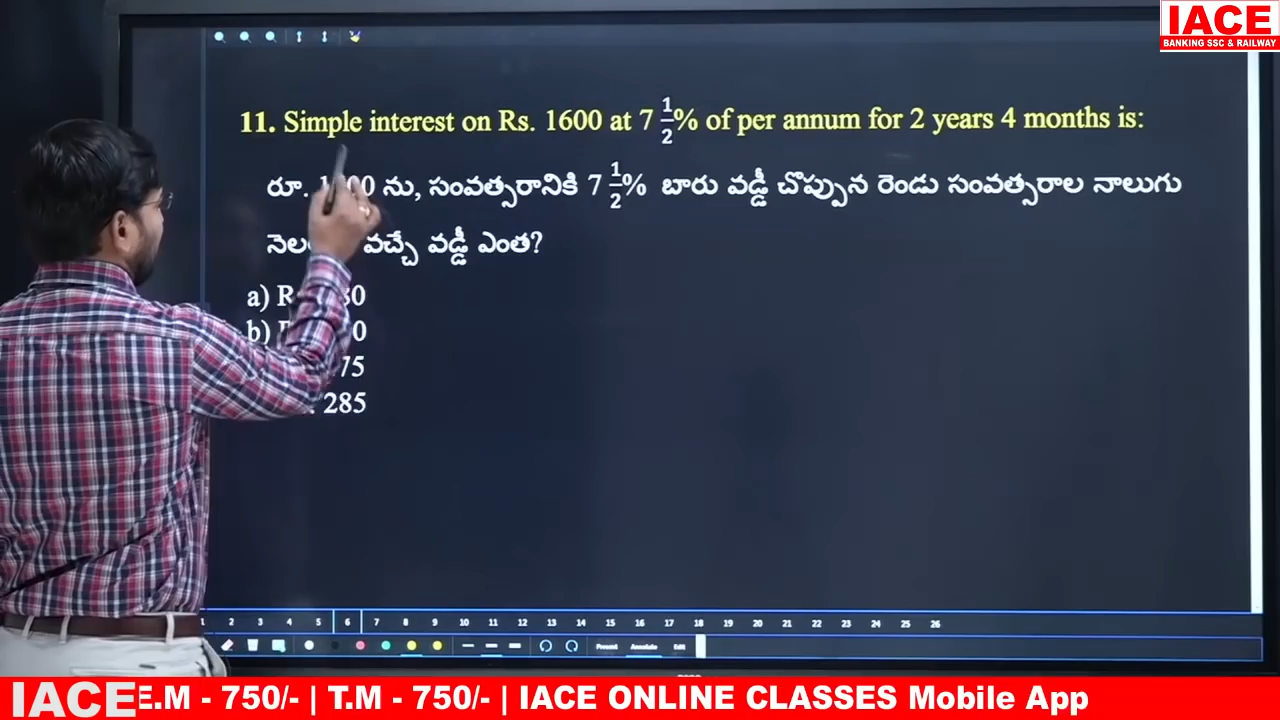 IACE
BANKING SSC & RAILWAY
11. Simple interest on Rs. 1600 at 7 1/2% of per annum for 2 years 4 months is:
రూ. ను, సంవత్సరానికి 7 1/2% బారు వడ్డీ చొప్పున రెండు సంవత్సరాల నాలుగు
వచ్చే వడ్డీ ఎంత?
a)
b)
285
1 2 3 4 5 6 7 8 9 10 11 12 13 14 15 16 17 18 19 20 21 22 23 24 25 26
Present Annotate Edit
IACE E.M - 750/- | T.M - 750/- | IACE ONLINE CLASSES Mobile App